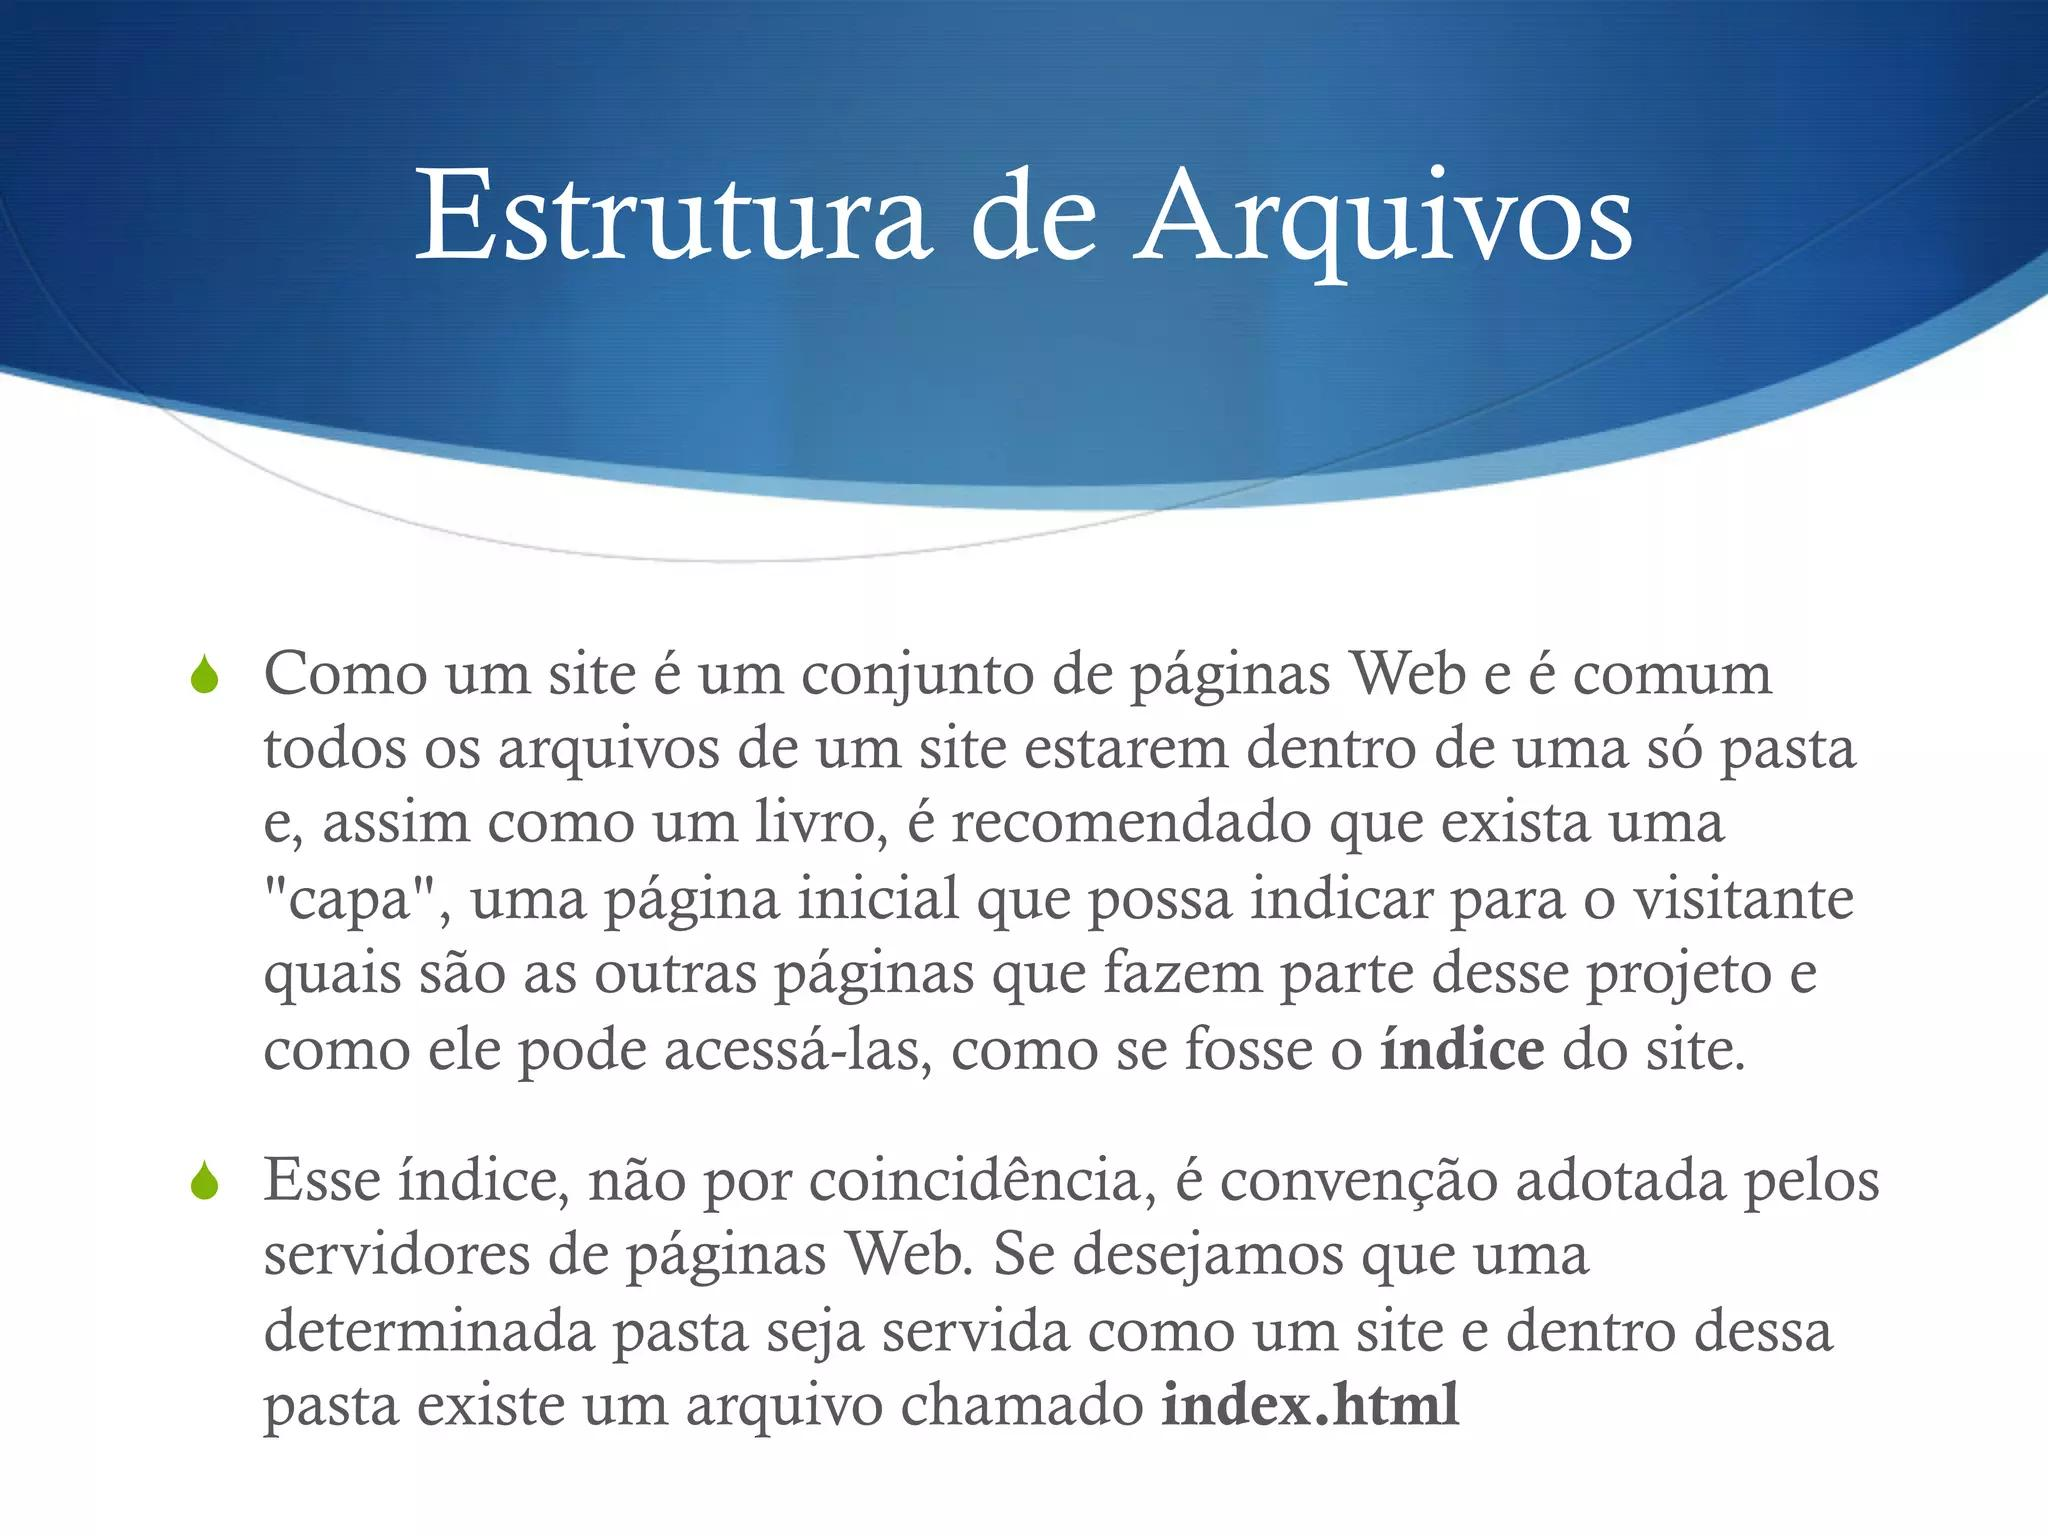 Estrutura de Arquivos
Como um site é um conjunto de páginas Web e é comum
todos os arquivos de um site estarem dentro de uma só pasta
e, assim como um livro, é recomendado que exista uma
"capa", uma página inicial que possa indicar para o visitante
quais são as outras páginas que fazem parte desse projeto e
como ele pode acessá-las, como se fosse o índice do site.
Esse índice, não por coincidência, é convenção adotada pelos
servidores de páginas Web. Se desejamos que uma
determinada pasta seja servida como um site e dentro dessa
pasta existe um arquivo chamado index.html